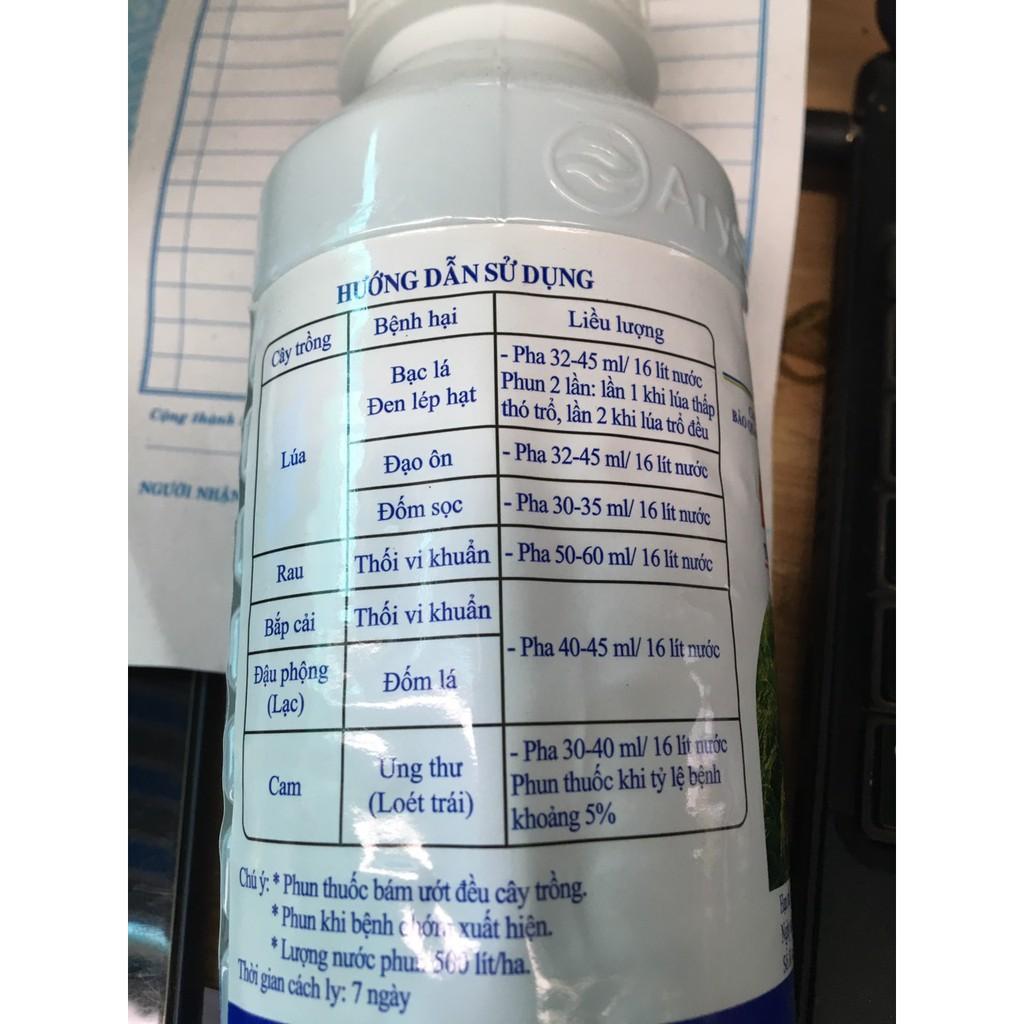 HƯỚNG DẪN SỬ DỤNG
Cây trồng
Bệnh hại
Liều lượng
Lúa
Bạc lá
Đen lép hạt
- Pha 32-45 ml/ 16 lít nước
Phun 2 lần: lần 1 khi lúa thấp
thó trổ, lần 2 khi lúa trổ đều
Đạo ôn
- Pha 32-45 ml/ 16 lít nước
Đốm sọc
- Pha 30-35 ml/ 16 lít nước
Rau
Thối vi khuẩn
- Pha 50-60 ml/ 16 lít nước
Bắp cải
Thối vi khuẩn
- Pha 40-45 ml/ 16 lít nước
Đậu phộng
(Lạc)
Đốm lá
Cam
Ung thư
(Loét trái)
- Pha 30-40 ml/ 16 lít nước
Phun thuốc khi tỷ lệ bệnh
khoảng 5%
Chú ý: * Phun thuốc bám ướt đều cây trồng.
* Phun khi bệnh chớm xuất hiện.
* Lượng nước phun 500 lít/ha.
Thời gian cách ly: 7 ngày
Cộng thành
NGƯỜI NHẬN